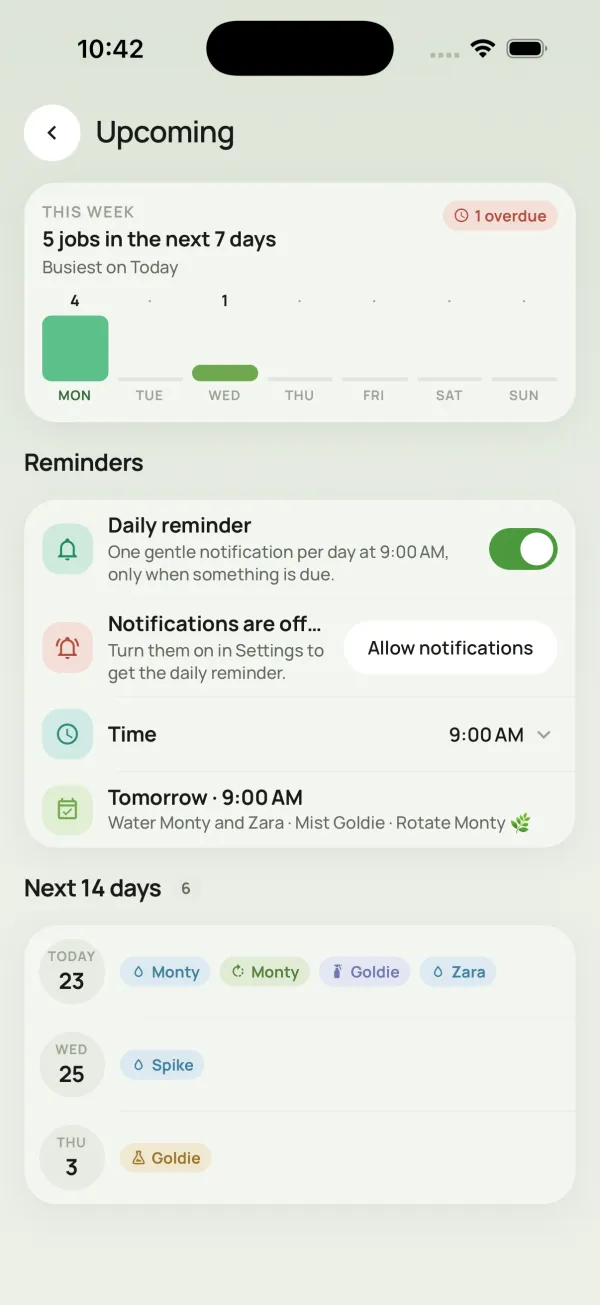 10:42
Upcoming
THIS WEEK
1 overdue
5 jobs in the next 7 days
Busiest on Today
4 · 1 · · · ·
MON TUE WED THU FRI SAT SUN
Reminders
Daily reminder
One gentle notification per day at 9:00 AM,
only when something is due.
Notifications are off…
Turn them on in Settings to
get the daily reminder.
Allow notifications
Time
9:00 AM
Tomorrow · 9:00 AM
Water Monty and Zara · Mist Goldie · Rotate Monty 🌿
Next 14 days 6
TODAY
23
Monty Monty Goldie Zara
WED
25
Spike
THU
3
Goldie